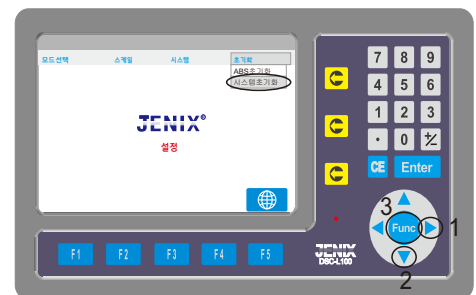 모드선택 스케일 시스템 초기화
ABS초기화
시스템초기화
JENIX®
설정
7 8 9
4 5 6
1 2 3
· 0 +/-
CE Enter
3
Func 1
2
F1 F2 F3 F4 F5
JENIX
DSC-L100